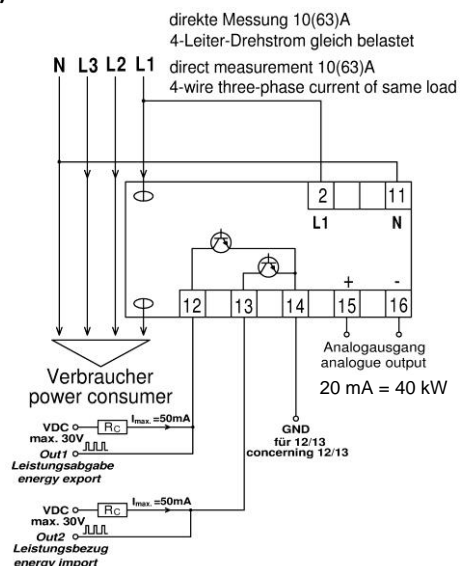 direkte Messung 10(63)A
4-Leiter-Drehstrom gleich belastet
N L3 L2 L1
direct measurement 10(63)A
4-wire three-phase current of same load
2
11
L1
N
+
-
12
13
14
15
16
Analogausgang
analogue output
20 mA = 40 kW
Verbraucher
power consumer
GND
für 12/13
concerning 12/13
VDC
RC
Imax. =50mA
max. 30V
Out1
Leistungsabgabe
energy export
VDC
RC
Imax. =50mA
max. 30V
Out2
Leistungsbezug
energy import